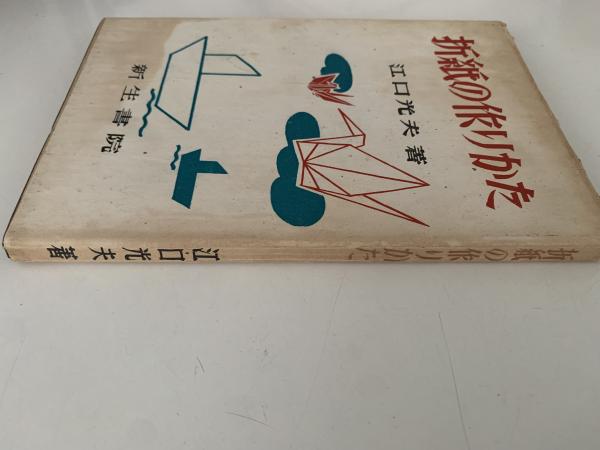 折紙の作りかた
江口光夫著
新生書院
折紙の作りかた
江口光夫著